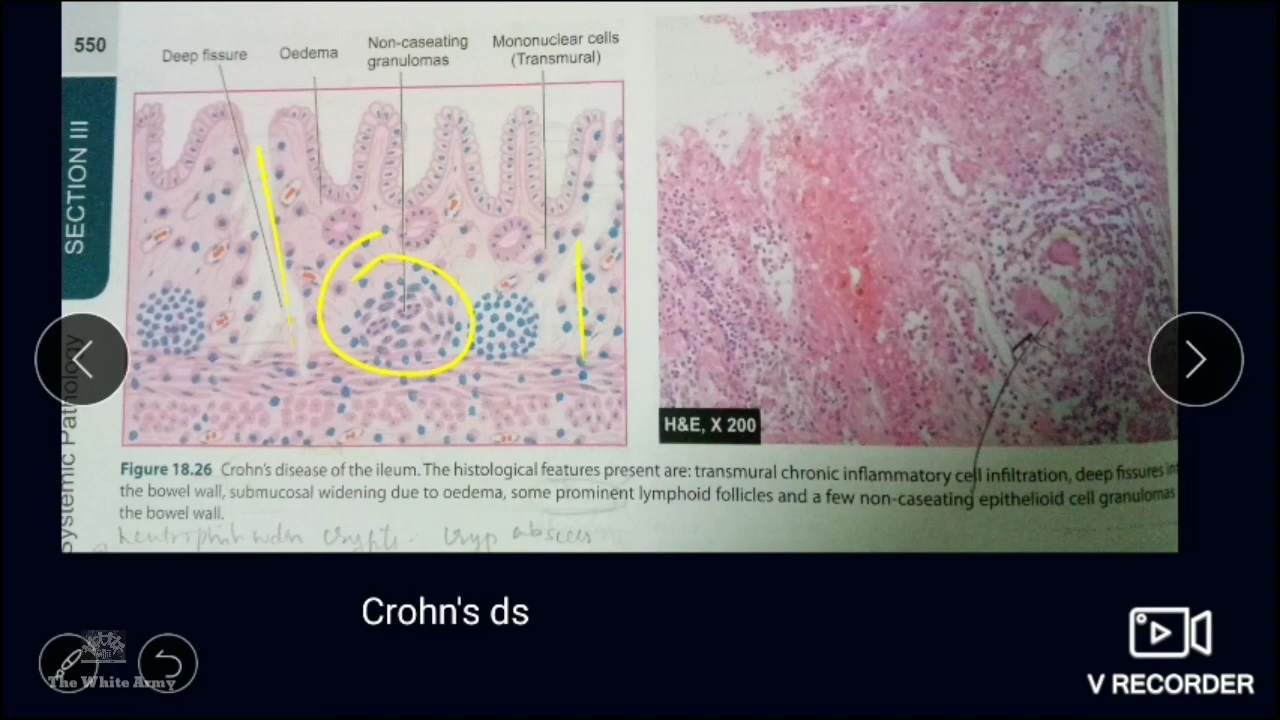 550
SECTION III
Systemic Pathology
Deep fissure
Oedema
Non-caseating
granulomas
Mononuclear cells
(Transmural)
H&E, X 200
Figure 18.26 Crohn's disease of the ileum. The histological features present are: transmural chronic inflammatory cell infiltration, deep fissures
the bowel wall, submucosal widening due to oedema, some prominent lymphoid follicles and a few non-caseating epithelioid cell granulomas
the bowel wall.
crypts. cryp abscess
Crohn's ds
The White Army
V RECORDER